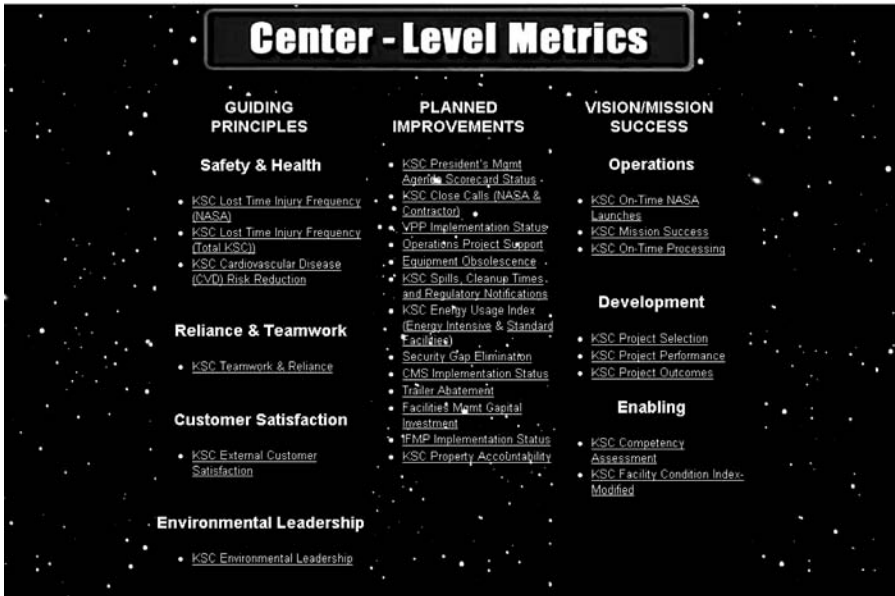 Center - Level Metrics
GUIDING
PRINCIPLES
Safety & Health
• KSC Lost Time Injury Frequency
(NASA)
• KSC Lost Time Injury Frequency
(Total KSC))
• KSC Cardiovascular Disease
(CVD) Risk Reduction
Reliance & Teamwork
• KSC Teamwork & Reliance
Customer Satisfaction
• KSC External Customer
Satisfaction
Environmental Leadership
• KSC Environmental Leadership
PLANNED
IMPROVEMENTS
• KSC President's Mgmt
Agenda Scorecard Status
• KSC Close Calls (NASA &
Contractor)
• VPP Implementation Status
• Operations Project Support
• Equipment Obsolescence
• KSC Spills, Cleanup Times
and Regulatory Notifications
• KSC Energy Usage Index
(Energy Intensive & Standard
Facilities)
• Security Gap Elimination
• CMS Implementation Status
• Trailer Abatement
• Facilities Mgmt Capital
Investment
• IFMP Implementation Status
• KSC Property Accountability
VISION/MISSION
SUCCESS
Operations
• KSC On-Time NASA
Launches
• KSC Mission Success
• KSC On-Time Processing
Development
• KSC Project Selection
• KSC Project Performance
• KSC Project Outcomes
Enabling
• KSC Competency
Assessment
• KSC Facility Condition Index-
Modified